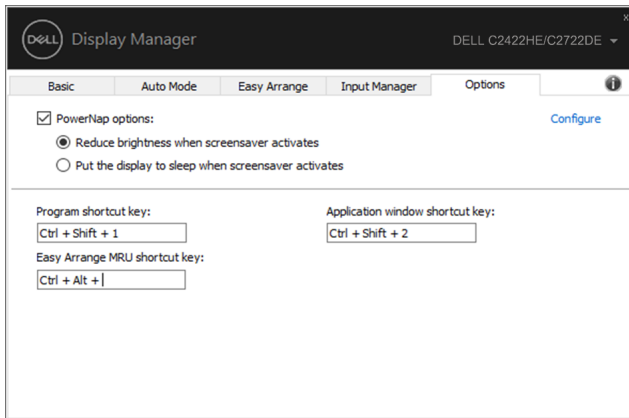 DELL Display Manager DELL C2422HE/C2722DE
x
Basic Auto Mode Easy Arrange Input Manager Options
PowerNap options: Configure
Reduce brightness when screensaver activates
Put the display to sleep when screensaver activates
Program shortcut key: Application window shortcut key:
Ctrl + Shift + 1 Ctrl + Shift + 2
Easy Arrange MRU shortcut key:
Ctrl + Alt +